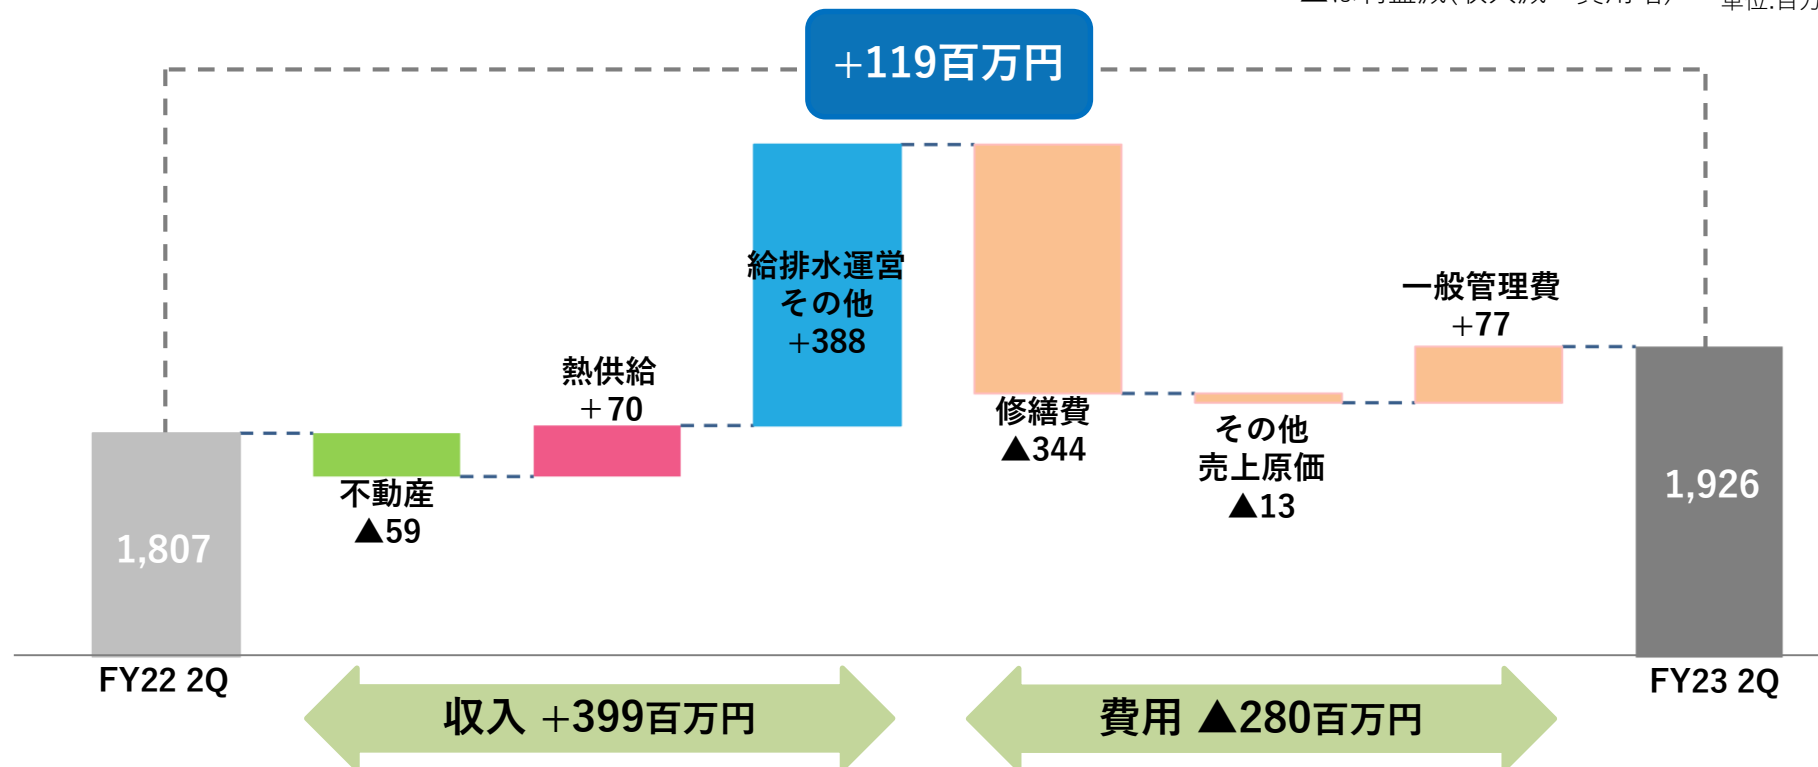 +119百万円
給排水運営
その他
+388
一般管理費
+77
熱供給
+70
修繕費
▲344
その他
売上原価
▲13
不動産
▲59
1,807
1,926
FY22 2Q
FY23 2Q
収入 +399百万円
費用 ▲280百万円